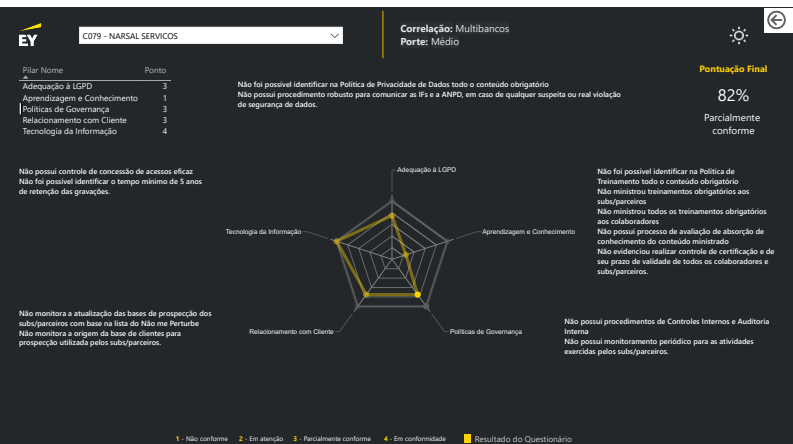 EY
C079 - NARSAL SERVICOS
Correlação: Multibancos
Porte: Médio
Pilar Nome Ponto
Adequação à LGPD 3
Aprendizagem e Conhecimento 1
Políticas de Governança 3
Relacionamento com Cliente 3
Tecnologia da Informação 4
Não foi possível identificar na Política de Privacidade de Dados todo o conteúdo obrigatório
Não possui procedimento robusto para comunicar as IFs e a ANPD, em caso de qualquer suspeita ou real violação
de segurança de dados.
Pontuação Final
82%
Parcialmente
conforme
Não possui controle de concessão de acessos eficaz
Não foi possível identificar o tempo mínimo de 5 anos
de retenção das gravações.
Adequação à LGPD
Tecnologia da Informação
Aprendizagem e Conhecimento
Relacionamento com Cliente
Políticas de Governança
Não foi possível identificar na Política de
Treinamento todo o conteúdo obrigatório
Não ministrou treinamentos obrigatórios aos
subs/parceiros
Não ministrou todos os treinamentos obrigatórios
aos colaboradores
Não possui processo de avaliação de absorção de
conhecimento do conteúdo ministrado
Não evidenciou realizar controle de certificação e de
seu prazo de validade de todos os colaboradores e
subs/parceiros.
Não monitora a atualização das bases de prospecção dos
subs/parceiros com base na lista do Não me Perturbe
Não monitora a origem da base de clientes para
prospecção utilizada pelos subs/parceiros.
Não possui procedimentos de Controles Internos e Auditoria
Interna
Não possui monitoramento periódico para as atividades
exercidas pelos subs/parceiros.
1 - Não conforme 2 - Em atenção 3 - Parcialmente conforme 4 - Em conformidade Resultado do Questionário